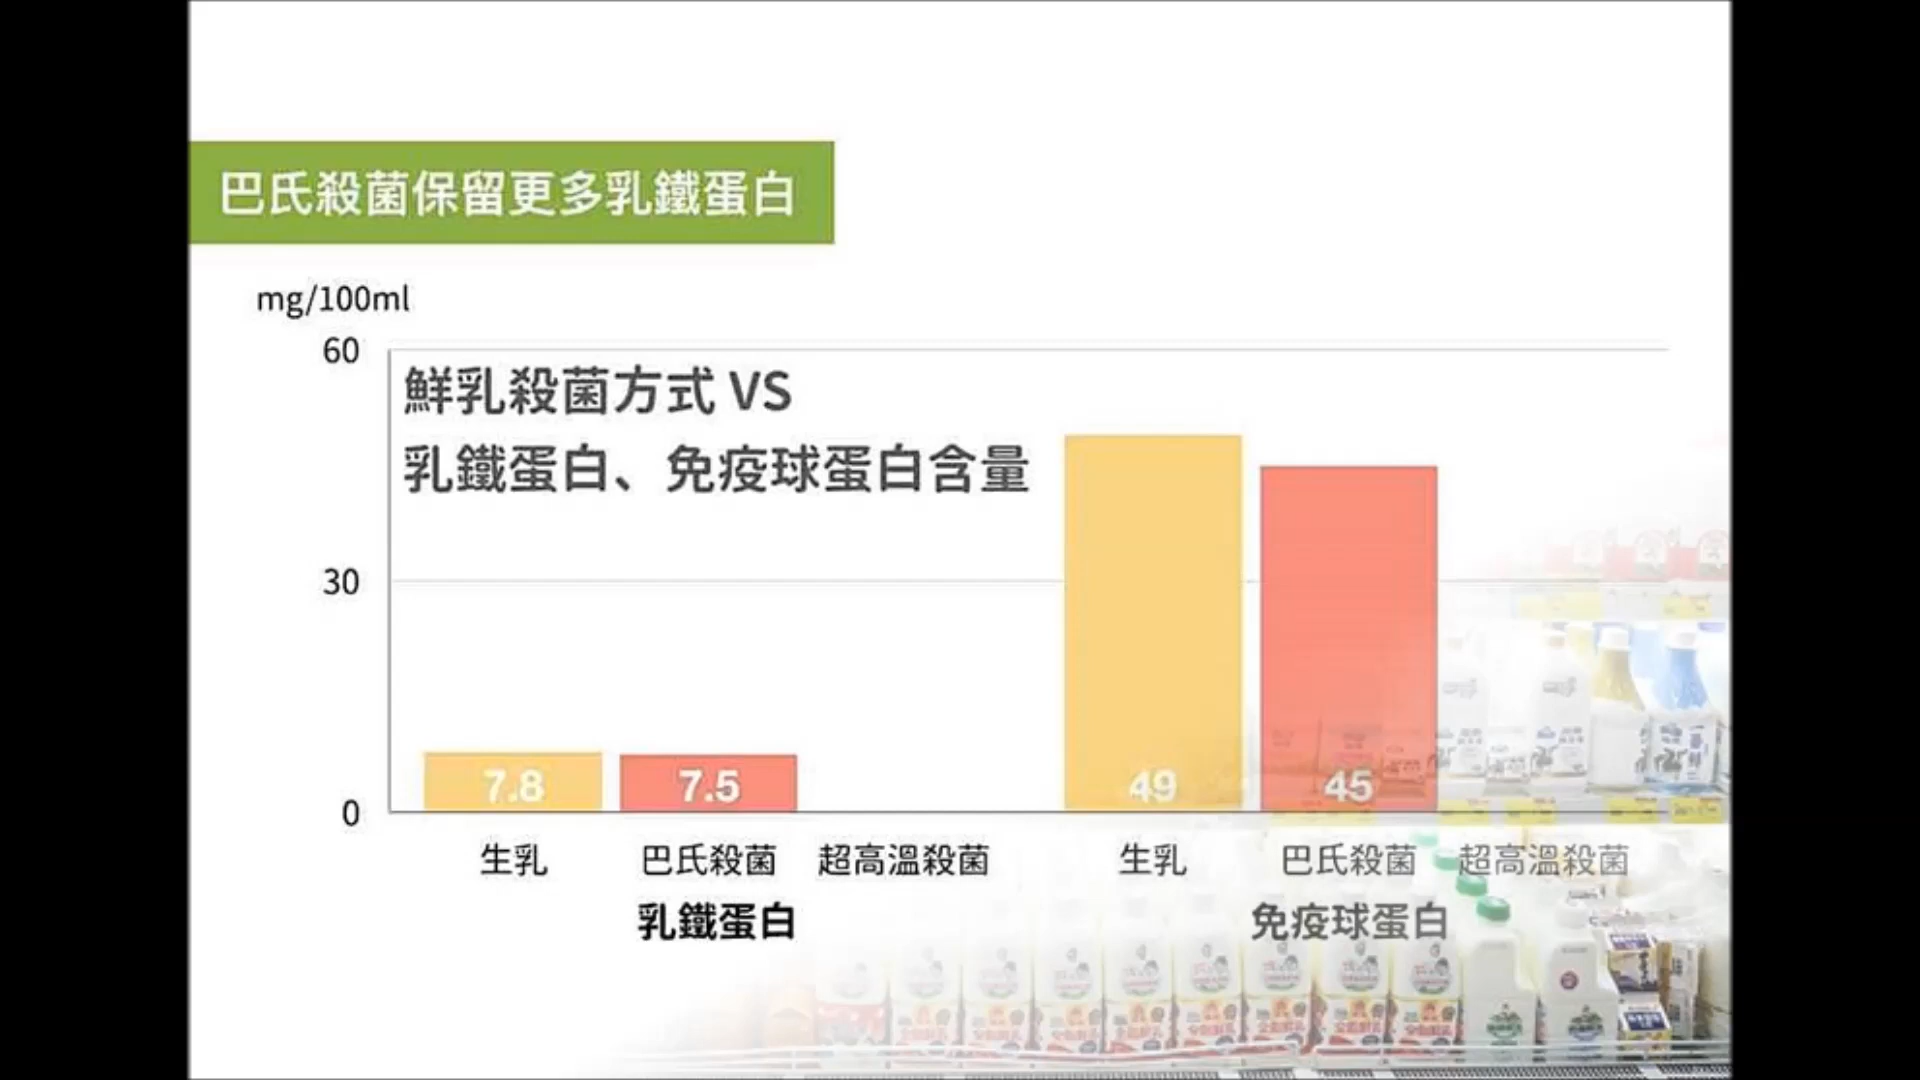 巴氏殺菌保留更多乳鐵蛋白
mg/100ml
60
鮮乳殺菌方式 VS
乳鐵蛋白、免疫球蛋白含量
30
0
7.8
7.5
49
45
生乳 巴氏殺菌 超高溫殺菌 生乳 巴氏殺菌 超高溫殺菌
乳鐵蛋白 免疫球蛋白